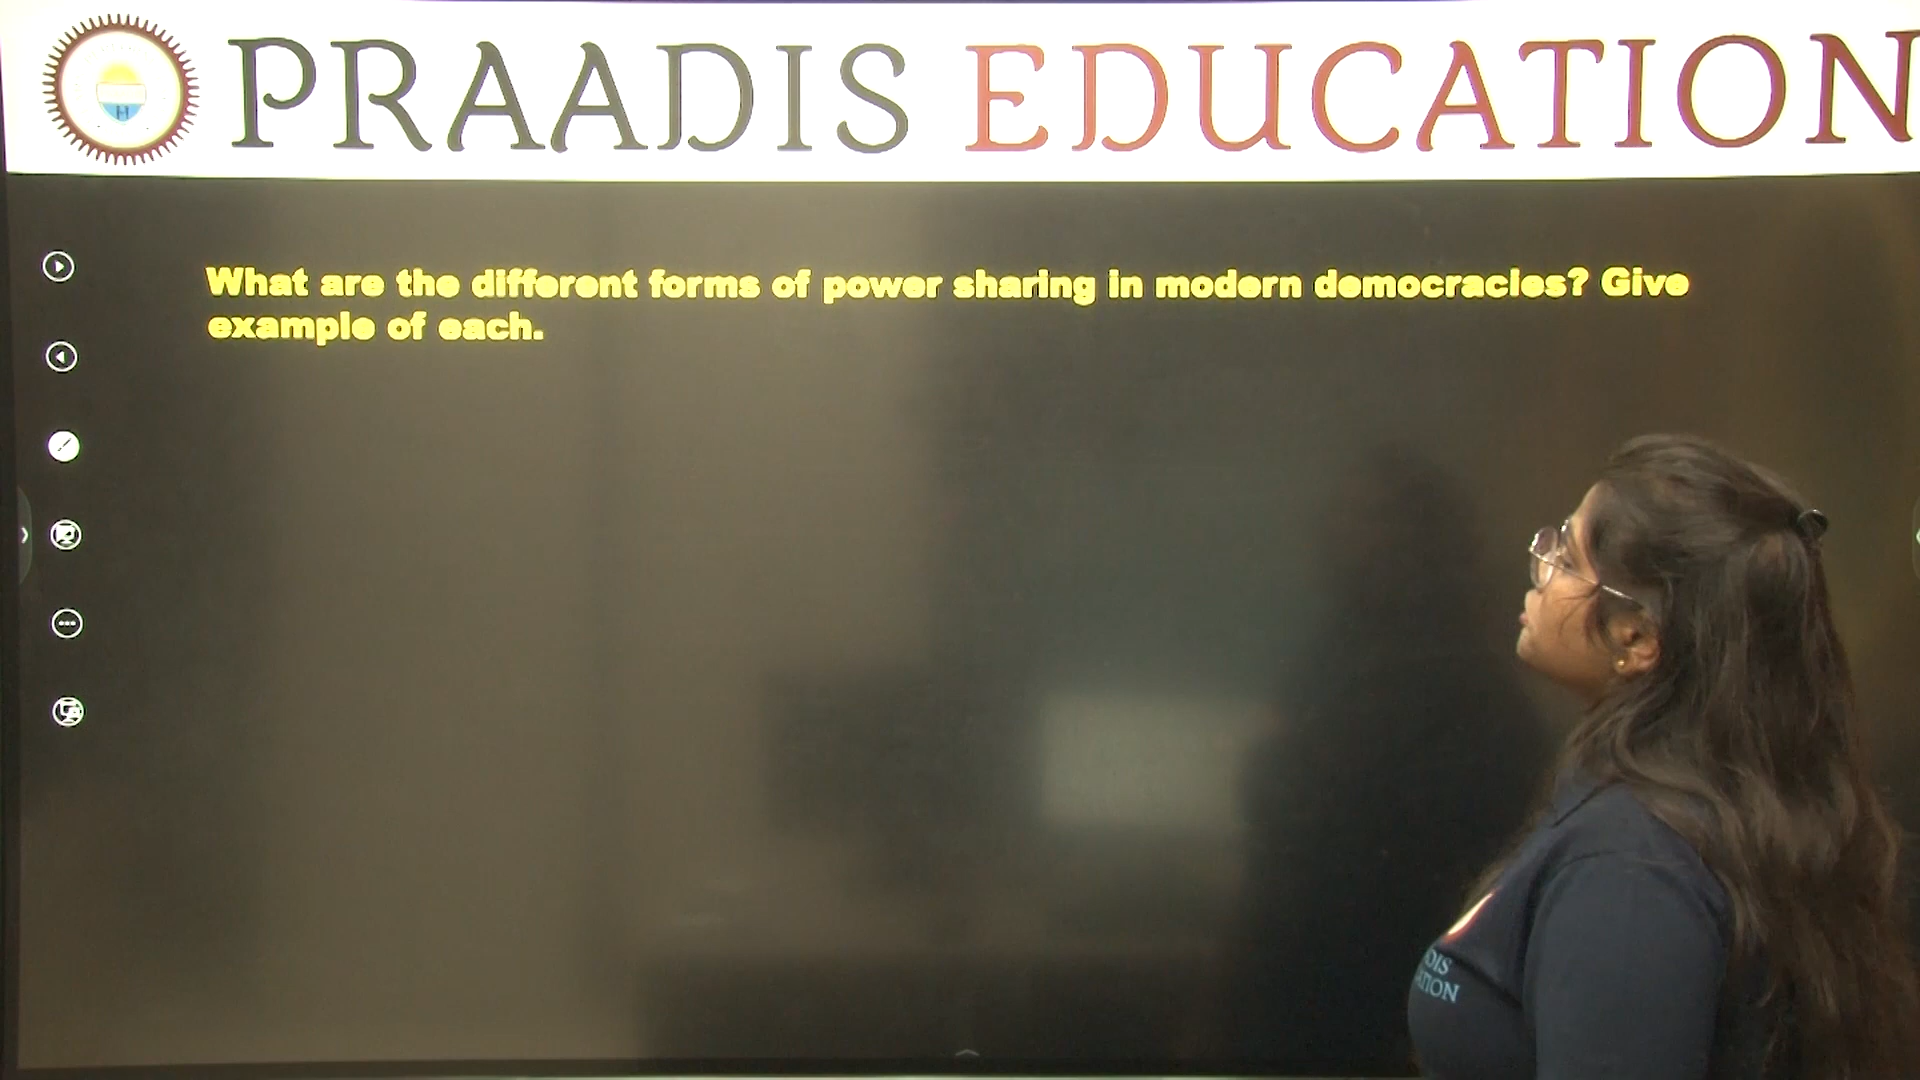 PRAADIS EDUCATION
What are the different forms of power sharing in modern democracies? Give
example of each.